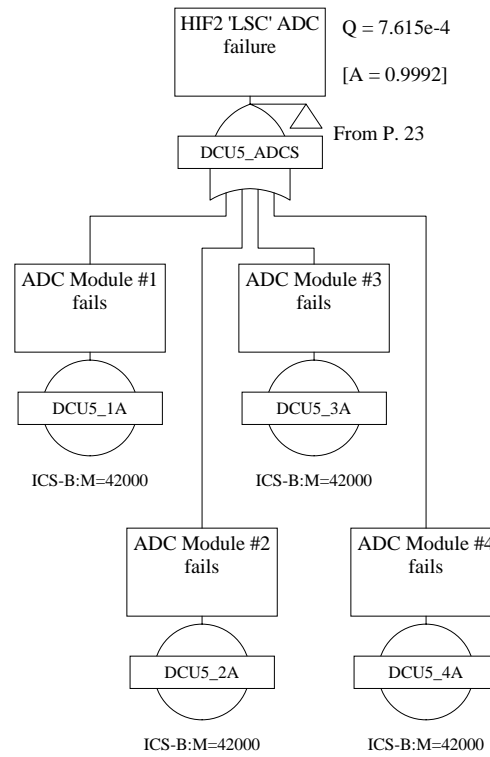 HIF2 'LSC' ADC
failure
Q = 7.615e-4
[A = 0.9992]
From P. 23
DCU5_ADCS
ADC Module #1
fails
ADC Module #3
fails
DCU5_1A
DCU5_3A
ICS-B:M=42000
ICS-B:M=42000
ADC Module #2
fails
ADC Module #4
fails
DCU5_2A
DCU5_4A
ICS-B:M=42000
ICS-B:M=42000